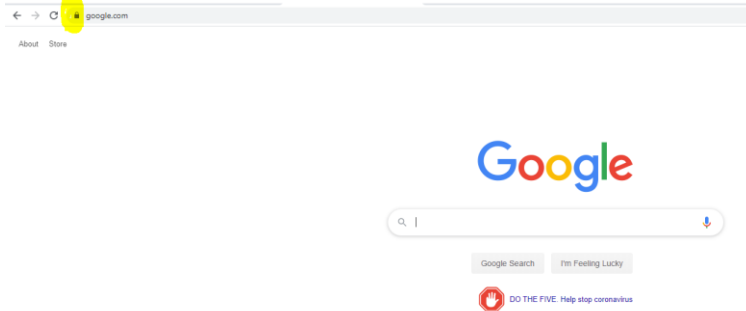 google.com
About Store
Google
Google Search I'm Feeling Lucky
DO THE FIVE. Help stop coronavirus